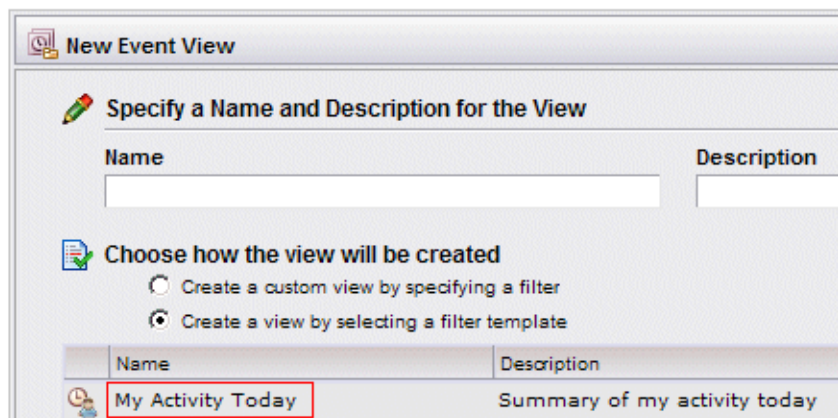 New Event View
Specify a Name and Description for the View
Name Description
Choose how the view will be created
Create a custom view by specifying a filter
Create a view by selecting a filter template
Name Description
My Activity Today Summary of my activity today